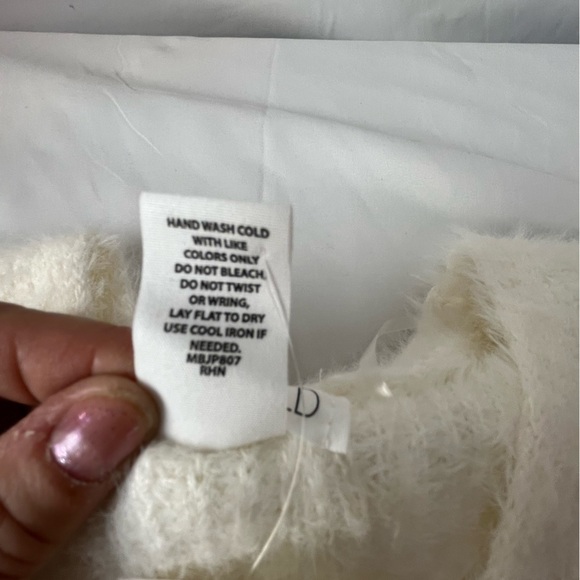 HAND WASH COLD
WITH LIKE
COLORS ONLY
DO NOT BLEACH.
DO NOT TWIST
OR WRING,
LAY FLAT TO DRY
USE COOL IRON IF
NEEDED.
MBJP807
RHN
LD